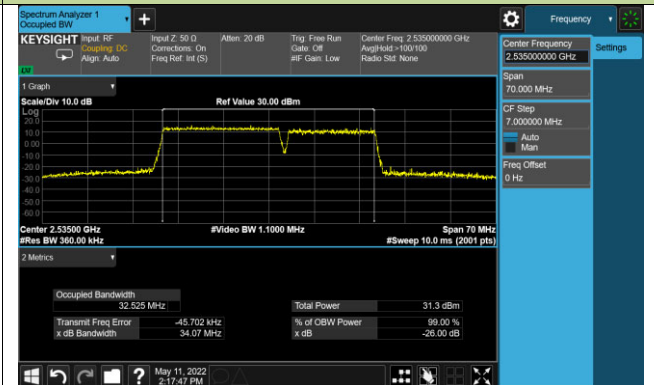 Spectrum Analyzer 1
Occupied BW
Frequency
KEYSIGHT
Input: RF
Coupling: DC
Align: Auto
Input Z: 50 Ω
Corrections: On
Freq Ref: Int (S)
Atten: 20 dB
Trig: Free Run
Gate: Off
#IF Gain: Low
Center Freq: 2.535000000 GHz
Avg|Hold:>100/100
Radio Std: None
Center Frequency
2.535000000 GHz
Settings
Span
70.000 MHz
CF Step
7.000000 MHz
Auto
Man
Freq Offset
0 Hz
1 Graph
Scale/Div 10.0 dB
Ref Value 30.00 dBm
Log
20.0
10.0
0.00
-10.0
-20.0
-30.0
-40.0
-50.0
-60.0
Center 2.53500 GHz
#Video BW 1.1000 MHz
Span 70 MHz
#Res BW 360.00 kHz
#Sweep 10.0 ms (2001 pts)
2 Metrics
Occupied Bandwidth
32.525 MHz
Total Power 31.3 dBm
Transmit Freq Error -45.702 kHz
% of OBW Power 99.00 %
x dB Bandwidth 34.07 MHz
x dB -26.00 dB
?
May 11, 2022
2:17:47 PM